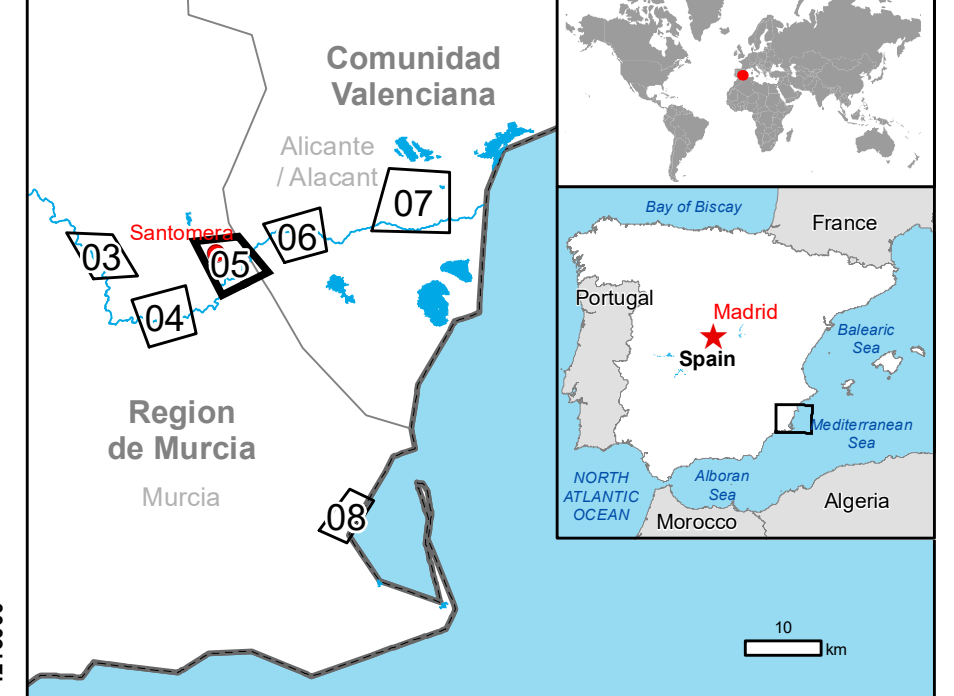 Comunidad
Valenciana
Alicante
/ Alacant
07
06
Santomera
03
05
04
Region
de Murcia
Murcia
08
Bay of Biscay
France
Portugal
Madrid
Spain
Balearic
Sea
Mediterranean
Sea
NORTH
ATLANTIC
OCEAN
Alboran
Sea
Algeria
Morocco
10
km